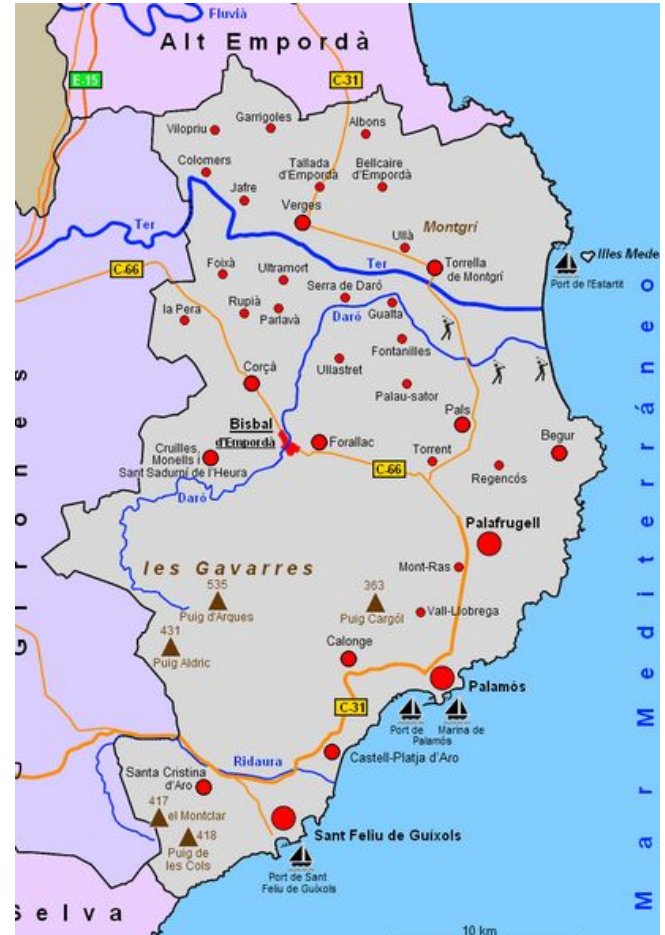 Fluvià
Alt Empordà
E-15
C-31
Garrigoles
Albons
Vilopriu
Colomers
Tallada
d'Empordà
Bellcaire
d'Empordà
Jafre
Verges
Montgrí
Ter
Ullà
Illes Mede
Ter
Torrella
de Montgrí
C-66
Foixà
Ultramort
Port de l'Estartit
Serra de Daró
la Pera
Rupià
Parlavà
Daró
Gualta
Fontanilles
Ullastret
Corçà
Palau-sator
Pals
Bisbal
d'Empordà
Forallac
Begur
Cruilles,
Monells i
Sant Sadurní de l'Heura
Torrent
C-66
Regencós
Daró
Palafrugell
les Gavarres
Mont-Ras
535
Puig d'Arques
363
Puig Cargól
Vall-Llobrega
431
Puig Aldric
Calonge
Palamós
C-31
Port de
Palamós
Marina de
Ridaura
Castell-Platja d'Aro
Santa Cristina
d'Aro
417
el Montclar
418
Puig de
les Cols
Sant Feliu de Guíxols
Port de Sant
Feliu de Guíxols
Selva
10 km
Gironès
Mar Mediterráneo